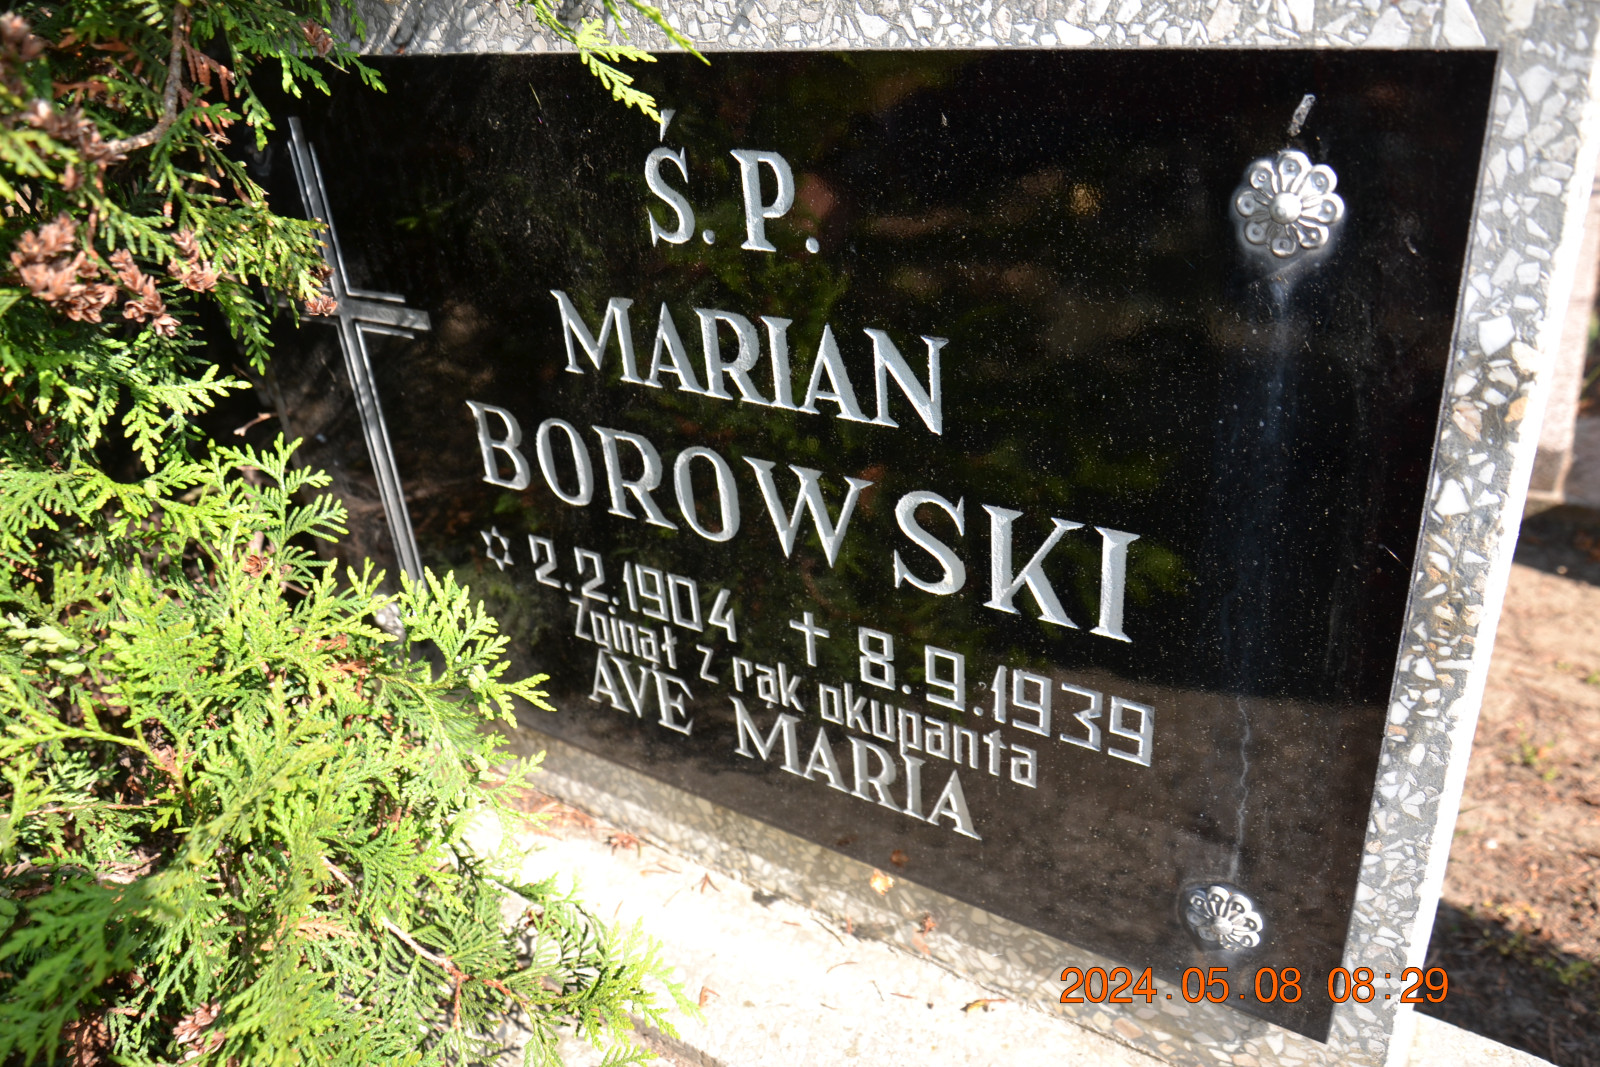 Ś.P.
MARIAN
BOROWSKI
✡ 2.2.1904 ✝ 8.9.1939
Zginął z rąk okupanta
AVE MARIA
2024.05.08 08:29